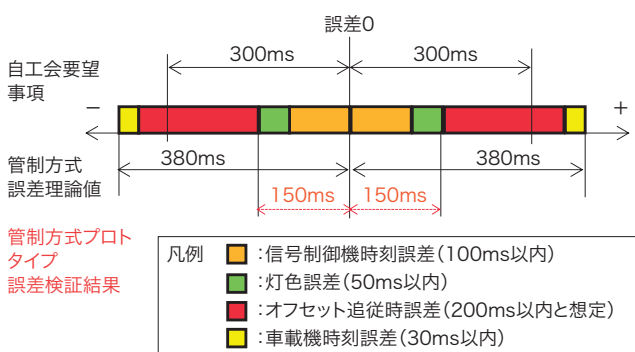 誤差0
300ms
300ms
自工会要望
事項
−
+
380ms
380ms
管制方式
誤差理論値
150ms
150ms
管制方式プロト
タイプ
誤差検証結果
凡例
:信号制御機時刻誤差(100ms以内)
:灯色誤差(50ms以内)
:オフセット追従時誤差(200ms以内と想定)
:車載機時刻誤差(30ms以内)